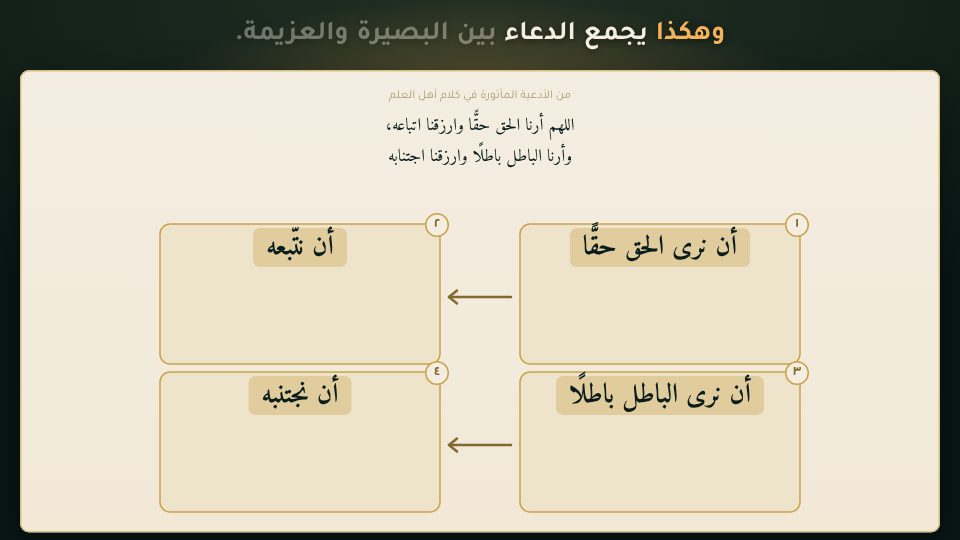 وهكذا يجمع الدعاء بين البصيرة والعزيمة.
من الأدعية المأثورة في كلام أهل العلم
اللهم أرنا الحق حقًّا وارزقنا اتباعه،
وأرنا الباطل باطلًا وارزقنا اجتنابه
١
أن نرى الحق حقًّا
٢
أن نتّبعه
٣
أن نرى الباطل باطلًا
٤
أن نجتنبه